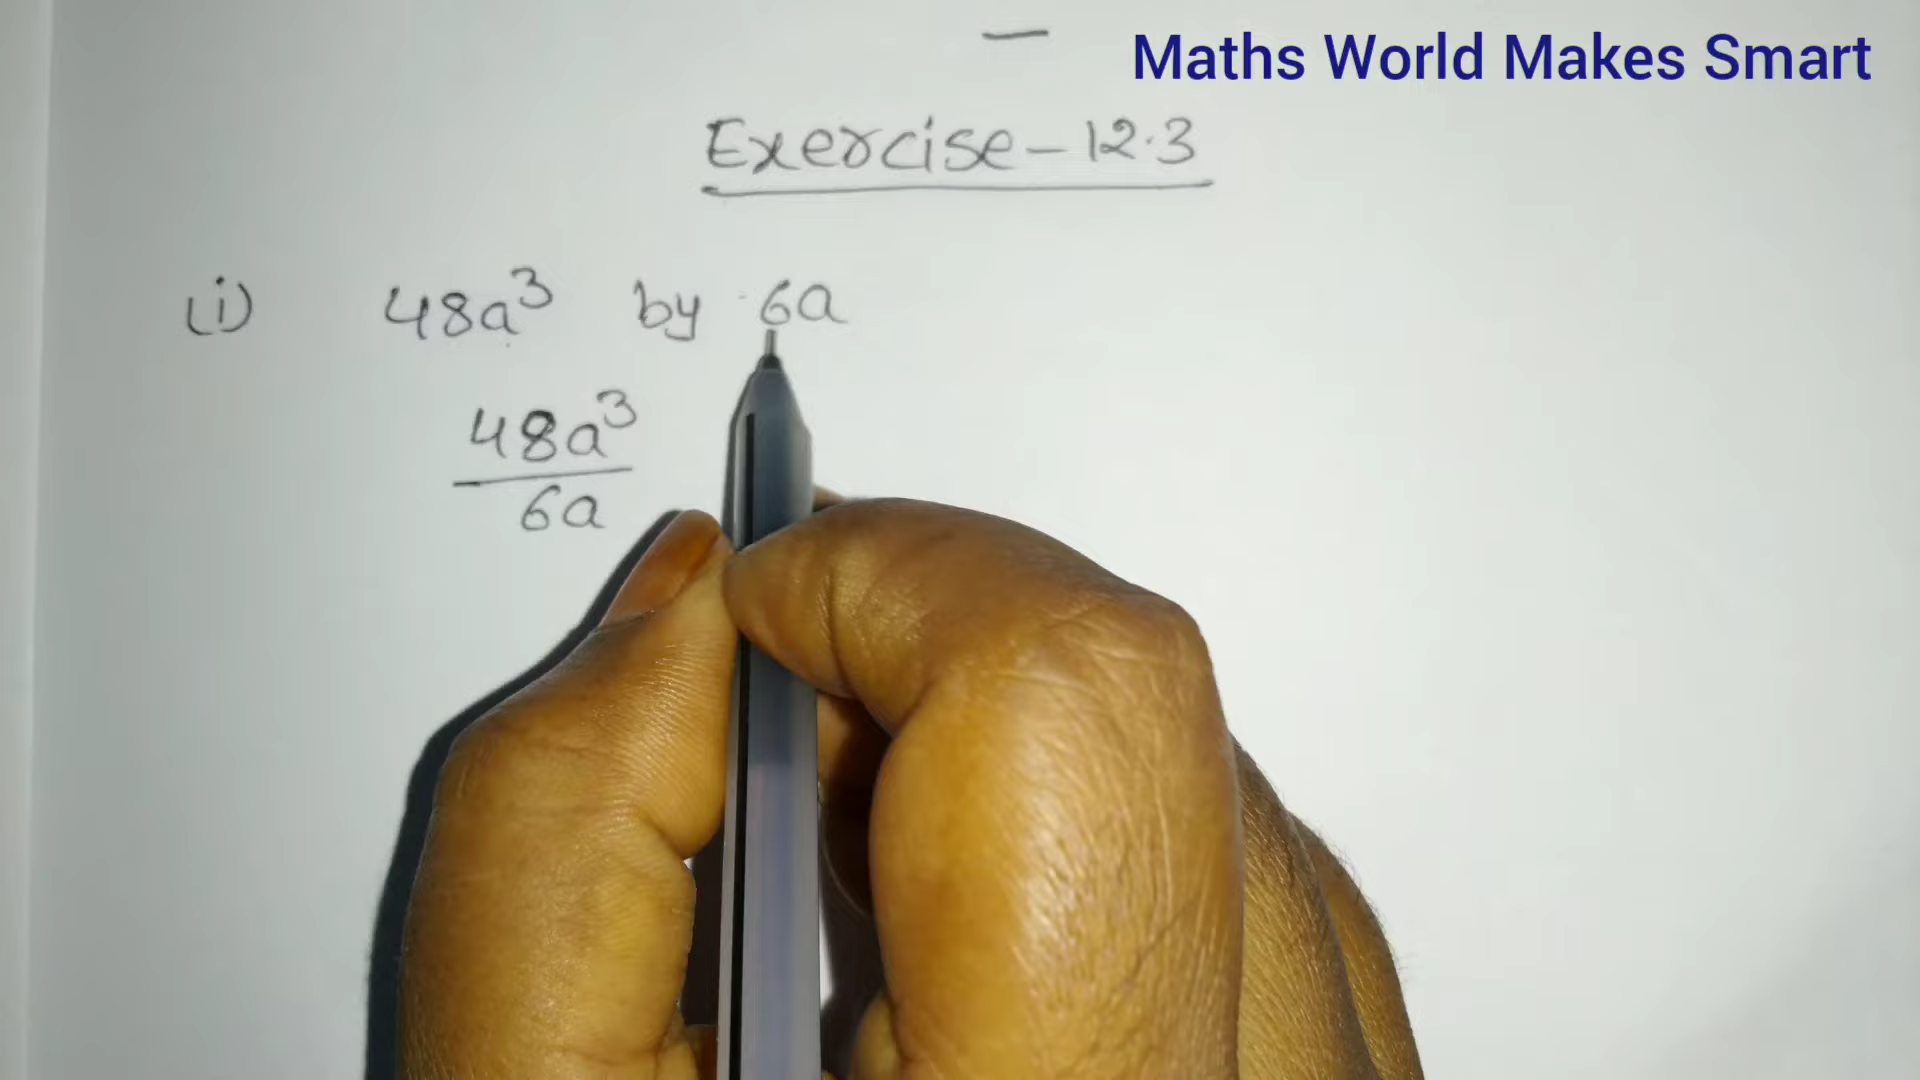 Maths World Makes Smart
Exercise - 12.3
(i) 48a³ by 6a
48a³
6a